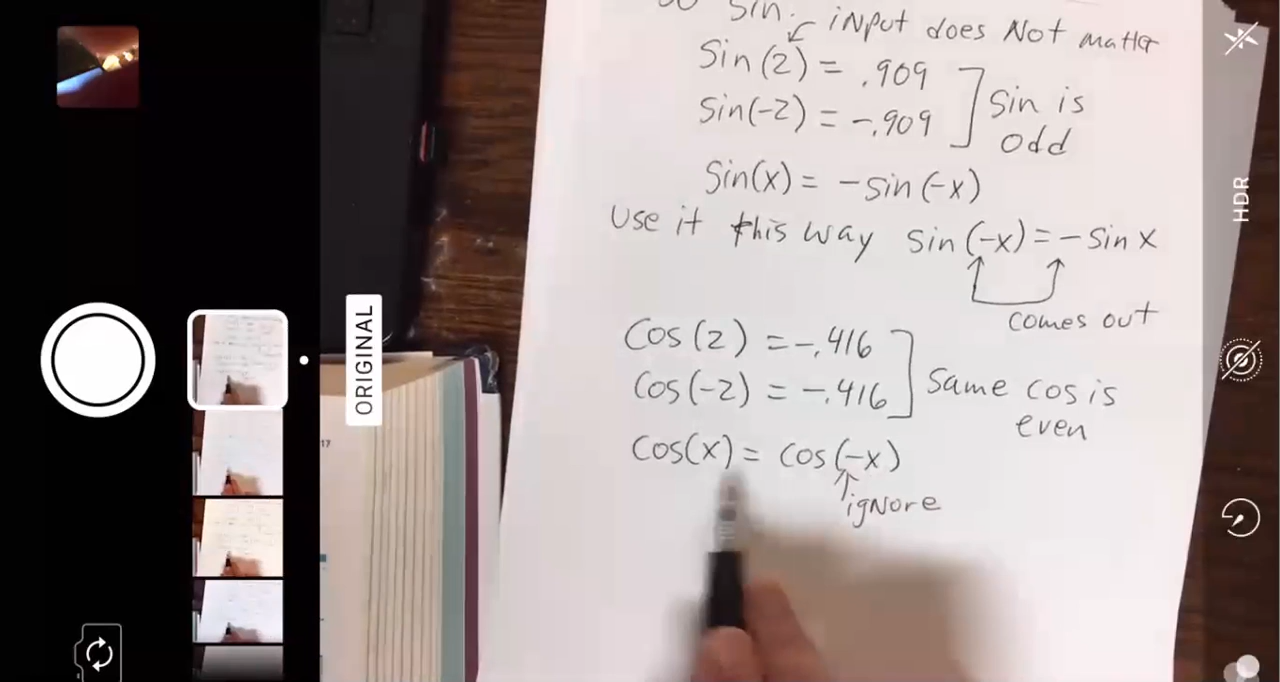 Sin. input does Not matter
Sin(2) = .909
Sin(-2) = -.909
Sin is
odd
Sin(x) = -sin(-x)
Use it this way sin(-x) = - sin x
comes out
Cos(2) = -.416
Cos(-2) = -.416
Same cos is
even
Cos(x) = cos(-x)
ignore
ORIGINAL
HDR
17